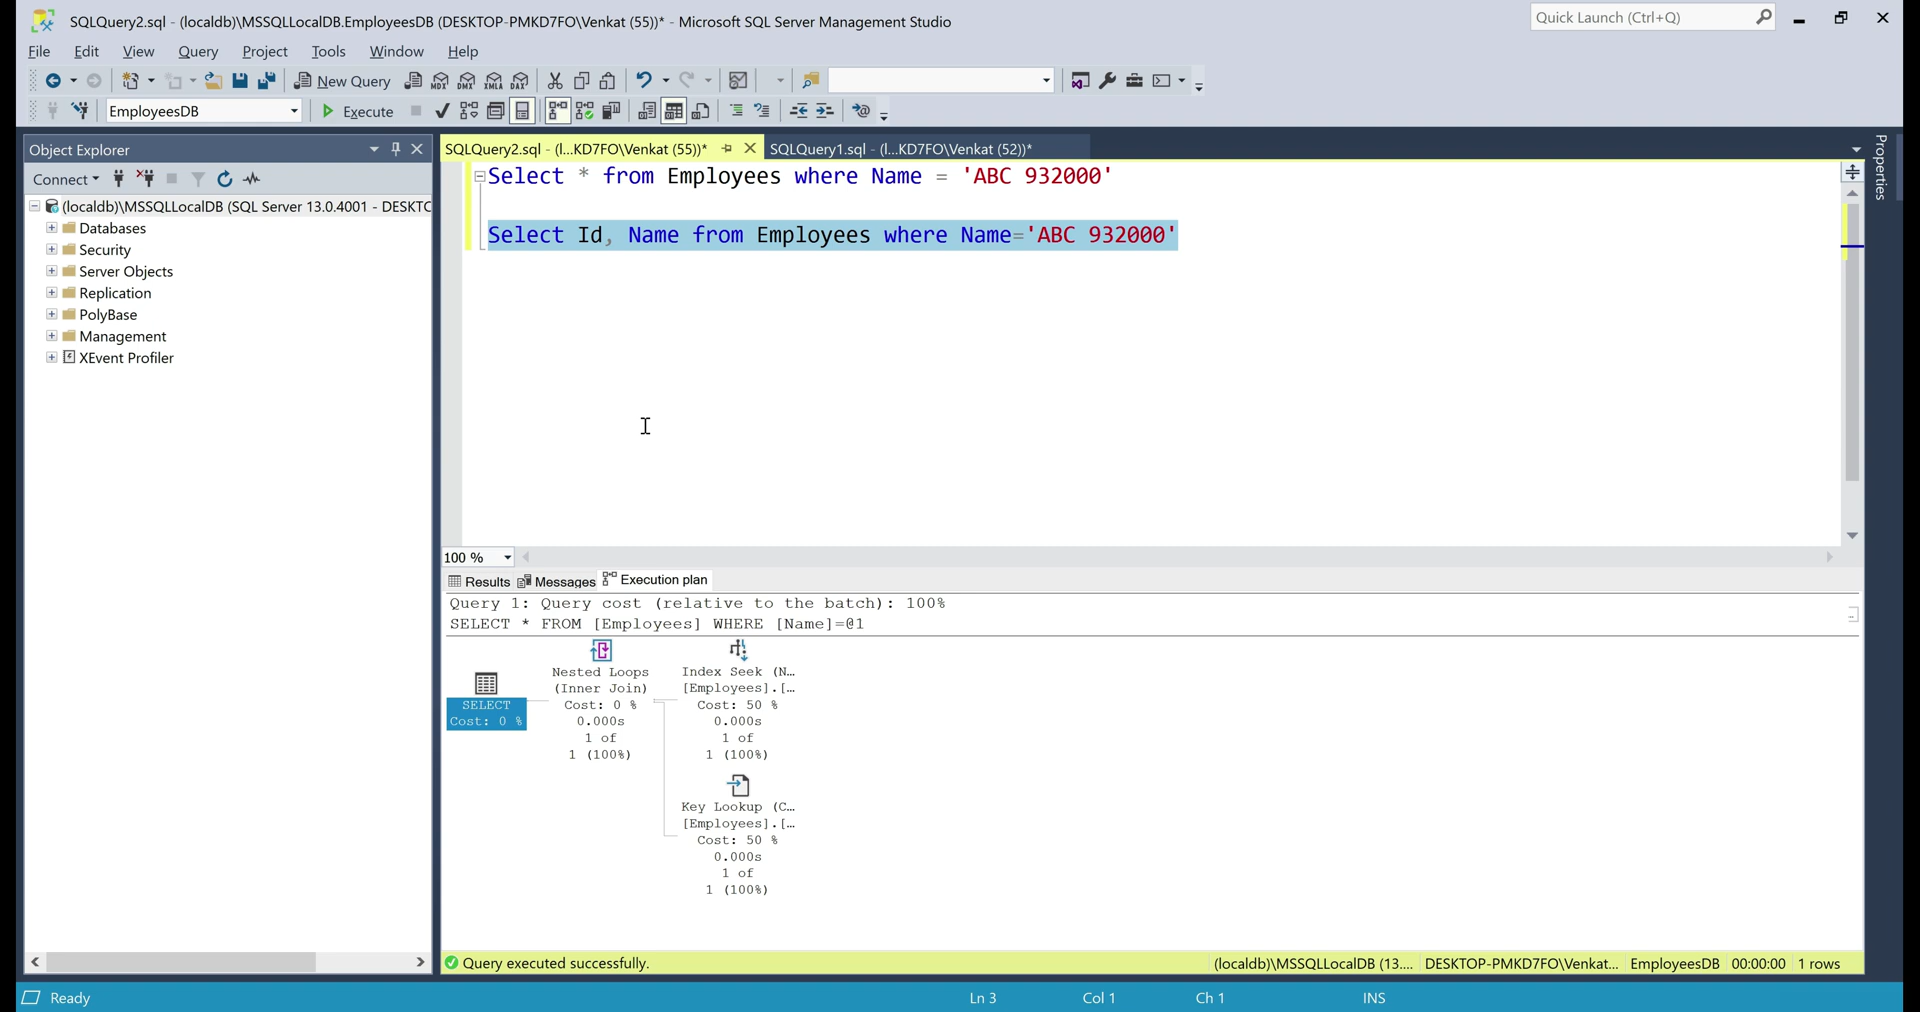 SQLQuery2.sql - (localdb)\MSSQLLocalDB.EmployeesDB (DESKTOP-PMKD7FO\Venkat (55))* - Microsoft SQL Server Management Studio
Quick Launch (Ctrl+Q)
File Edit View Query Project Tools Window Help
New Query
MDX DMX XMLA DAX
EmployeesDB
Execute
Object Explorer
SQLQuery2.sql - (l...KD7FO\Venkat (55))*
SQLQuery1.sql - (l...KD7FO\Venkat (52))*
Properties
Connect
(localdb)\MSSQLLocalDB (SQL Server 13.0.4001 - DESKTC
Databases
Security
Server Objects
Replication
PolyBase
Management
XEvent Profiler
Select * from Employees where Name = 'ABC 932000'
Select Id, Name from Employees where Name='ABC 932000'
100 %
Results Messages Execution plan
Query 1: Query cost (relative to the batch): 100%
SELECT * FROM [Employees] WHERE [Name]=@1
SELECT
Cost: 0 %
Nested Loops
(Inner Join)
Cost: 0 %
0.000s
1 of
1 (100%)
Index Seek (N...
[Employees].[...
Cost: 50 %
0.000s
1 of
1 (100%)
Key Lookup (C...
[Employees].[...
Cost: 50 %
0.000s
1 of
1 (100%)
Query executed successfully.
(localdb)\MSSQLLocalDB (13.... DESKTOP-PMKD7FO\Venkat... EmployeesDB 00:00:00 1 rows
Ready
Ln 3 Col 1 Ch 1 INS